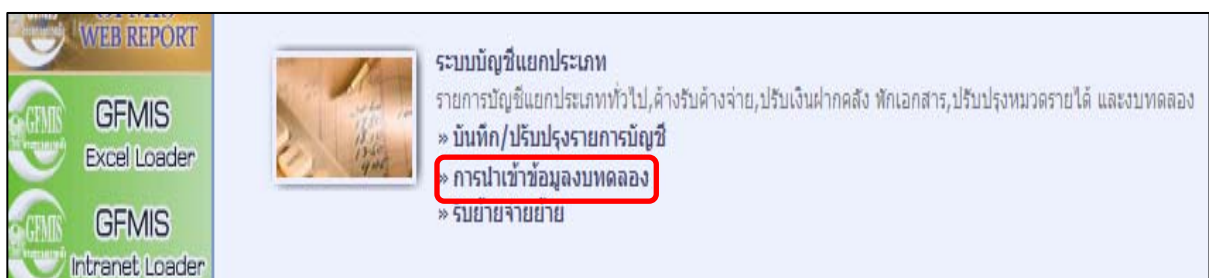 WEB REPORT
GFMIS
Excel Loader
GFMIS
Intranet Loader
ระบบบัญชีแยกประเภท
รายการบัญชีแยกประเภททั่วไป,ค้างรับค้างจ่าย,ปรับเงินฝากคลัง พักเอกสาร,ปรับปรุงหมวดรายได้ และงบทดลอง
» บันทึก/ปรับปรุงรายการบัญชี
» การนำเข้าข้อมูลงบทดลอง
» รับย้ายจ่ายย้าย